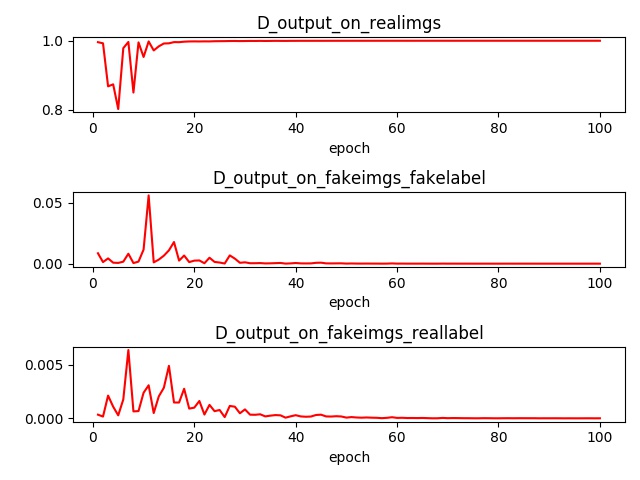 D_output_on_realimgs
1.0
0.8
0 20 40 60 80 100
epoch
D_output_on_fakeimgs_fakelabel
0.05
0.00
0 20 40 60 80 100
epoch
D_output_on_fakeimgs_reallabel
0.005
0.000
0 20 40 60 80 100
epoch